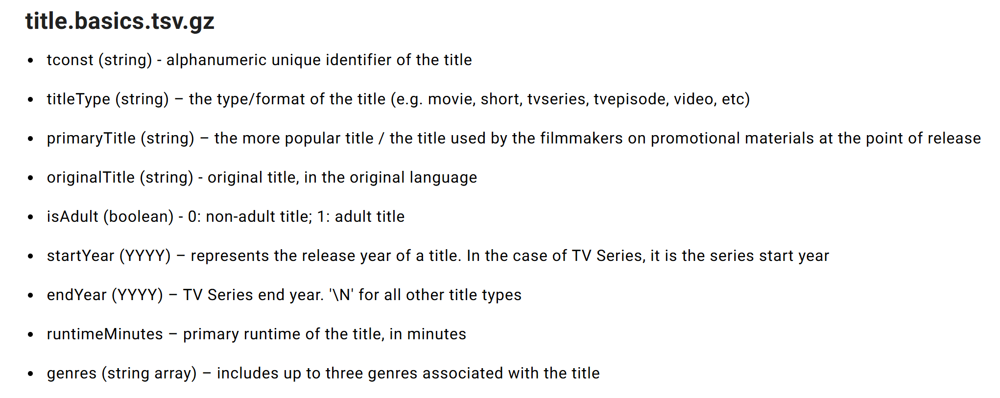 title.basics.tsv.gz
• tconst (string) - alphanumeric unique identifier of the title
• titleType (string) – the type/format of the title (e.g. movie, short, tvseries, tvepisode, video, etc)
• primaryTitle (string) – the more popular title / the title used by the filmmakers on promotional materials at the point of release
• originalTitle (string) - original title, in the original language
• isAdult (boolean) - 0: non-adult title; 1: adult title
• startYear (YYYY) – represents the release year of a title. In the case of TV Series, it is the series start year
• endYear (YYYY) – TV Series end year. '\N' for all other title types
• runtimeMinutes – primary runtime of the title, in minutes
• genres (string array) – includes up to three genres associated with the title